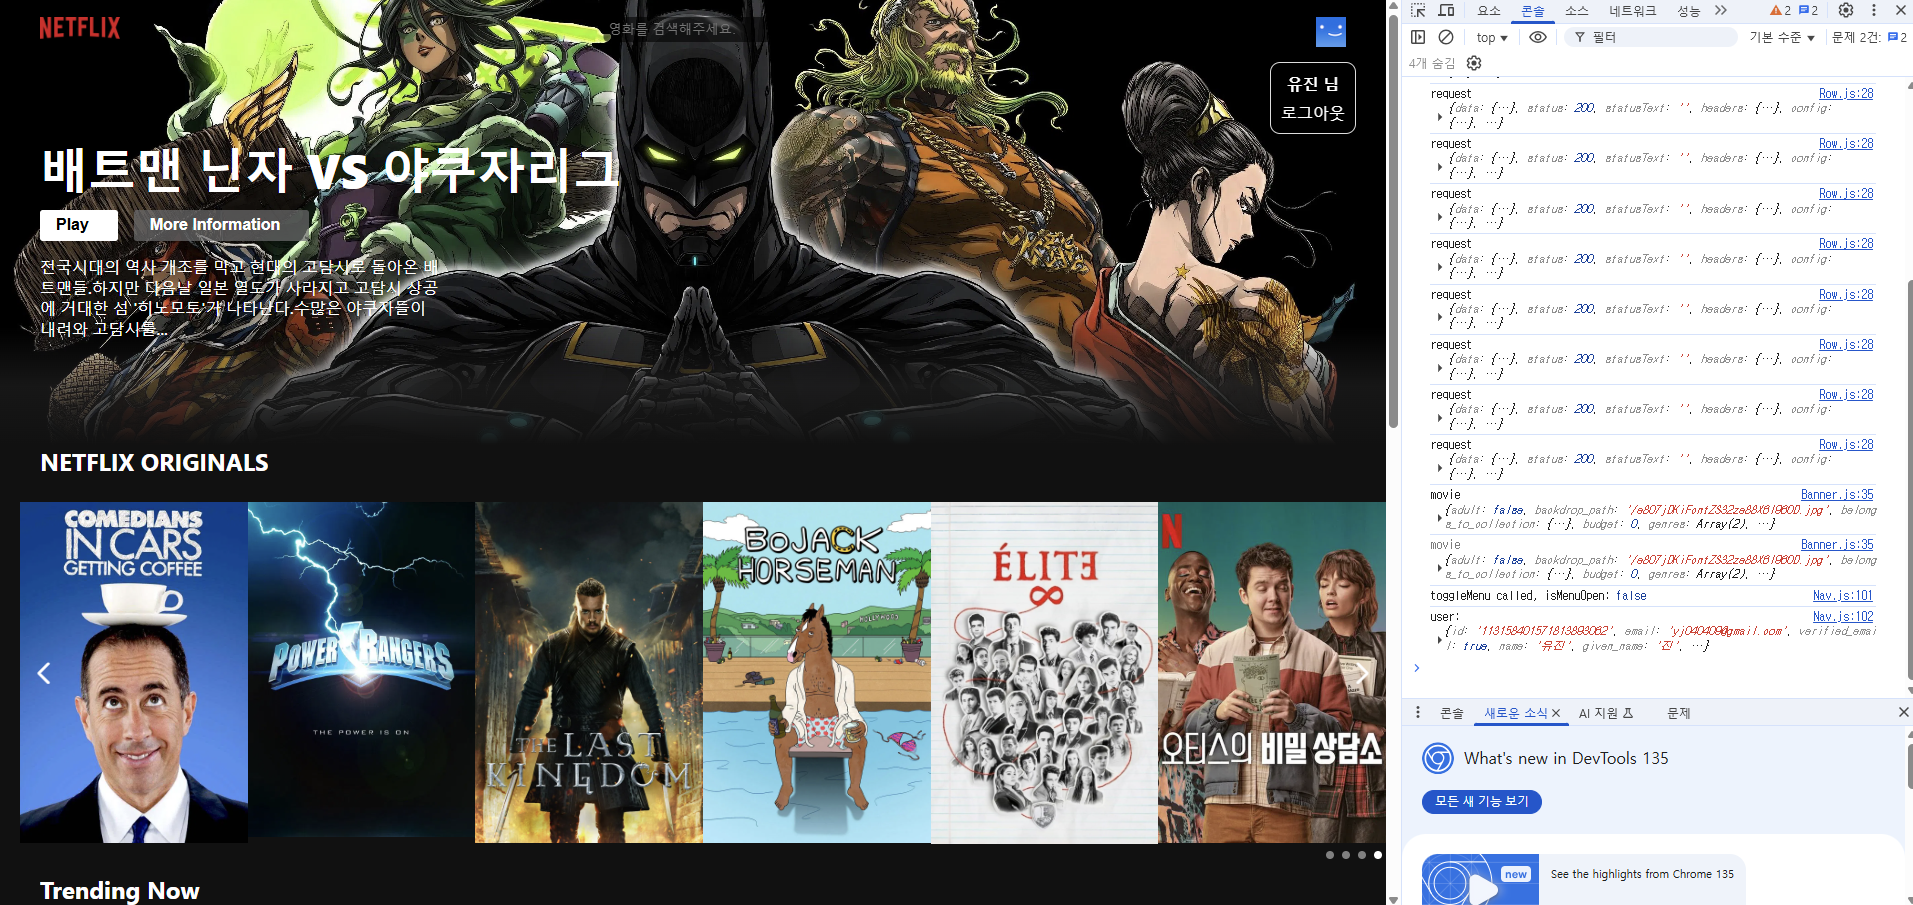 NETFLIX
영화를 검색해주세요.
유진 님
로그아웃
배트맨 닌자 vs 야쿠자리그
Play
More Information
전국시대의 역사 개조를 막고 현대의 고담시로 돌아온 배
트맨들.하지만 다음날 일본 열도가 사라지고 고담시 상공
에 거대한 섬 '히노모토'가 나타난다.수많은 야쿠자들이
내려와 고담시를...
NETFLIX ORIGINALS
COMEDIANS
IN CARS
GETTING COFFEE
POWER RANGERS
THE POWER IS ON
THE LAST
KINGDOM
BOJACK
HORSEMAN
HOLLYWOO
ÉLITE
N
오티스의 비밀 상담소
Trending Now
요소
콘솔
소스
네트워크
성능
2
2
top
필터
기본 수준
문제 2건:
2
4개 숨김
request
Row.js:28
{data: {…}, status: 200, statusText: '', headers: {…}, config:
{…}, …}
request
Row.js:28
{data: {…}, status: 200, statusText: '', headers: {…}, config:
{…}, …}
request
Row.js:28
{data: {…}, status: 200, statusText: '', headers: {…}, config:
{…}, …}
request
Row.js:28
{data: {…}, status: 200, statusText: '', headers: {…}, config:
{…}, …}
request
Row.js:28
{data: {…}, status: 200, statusText: '', headers: {…}, config:
{…}, …}
request
Row.js:28
{data: {…}, status: 200, statusText: '', headers: {…}, config:
{…}, …}
request
Row.js:28
{data: {…}, status: 200, statusText: '', headers: {…}, config:
{…}, …}
request
Row.js:28
{data: {…}, status: 200, statusText: '', headers: {…}, config:
{…}, …}
movie
Banner.js:35
{adult: false, backdrop_path:
belong
s_to_collection: {…}, budget: 0, genres: Array(2), …}
movie
Banner.js:35
{adult: false, backdrop_path:
belong
s_to_collection: {…}, budget: 0, genres: Array(2), …}
toggleMenu called, isMenuOpen: false
Nav.js:101
user:
Nav.js:102
{id: '113158401571813893062', email: 'yj040409@gmail.com', verified_emai
l: true, name: '유진', given_name: '진', …}
콘솔
새로운 소식
AI 지원
문제
What's new in DevTools 135
모든 새 기능 보기
new
See the highlights from Chrome 135